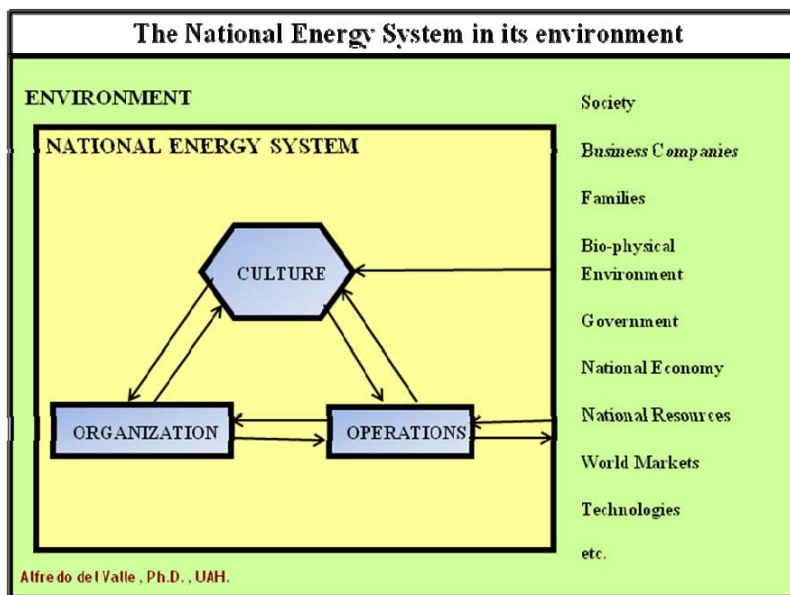 The National Energy System in its environment
ENVIRONMENT
NATIONAL ENERGY SYSTEM
CULTURE
ORGANIZATION
OPERATIONS
Society
Business Companies
Families
Bio-physical
Environment
Government
National Economy
National Resources
World Markets
Technologies
etc.
Alfredo del Valle , Ph.D. , UAH.